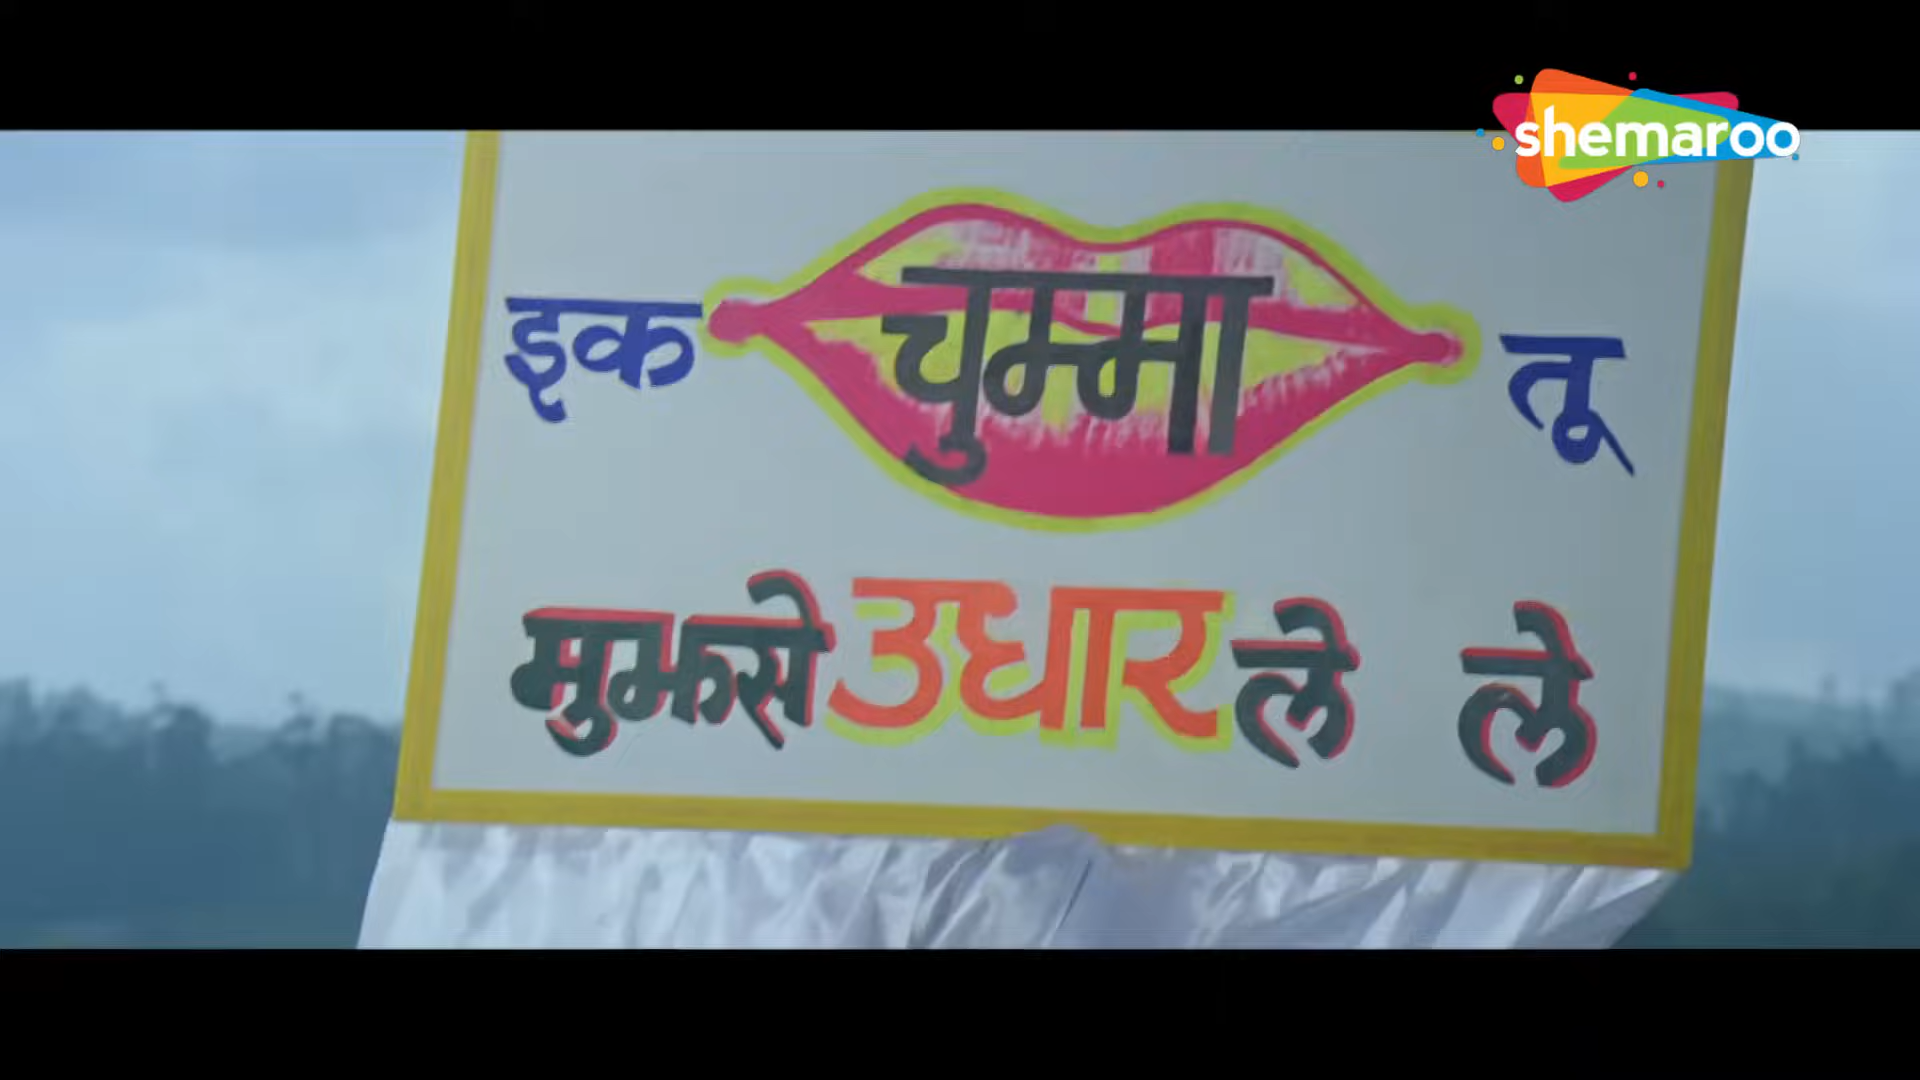 shemaroo
इक चुम्मा तू
मुझसे उधार ले ले